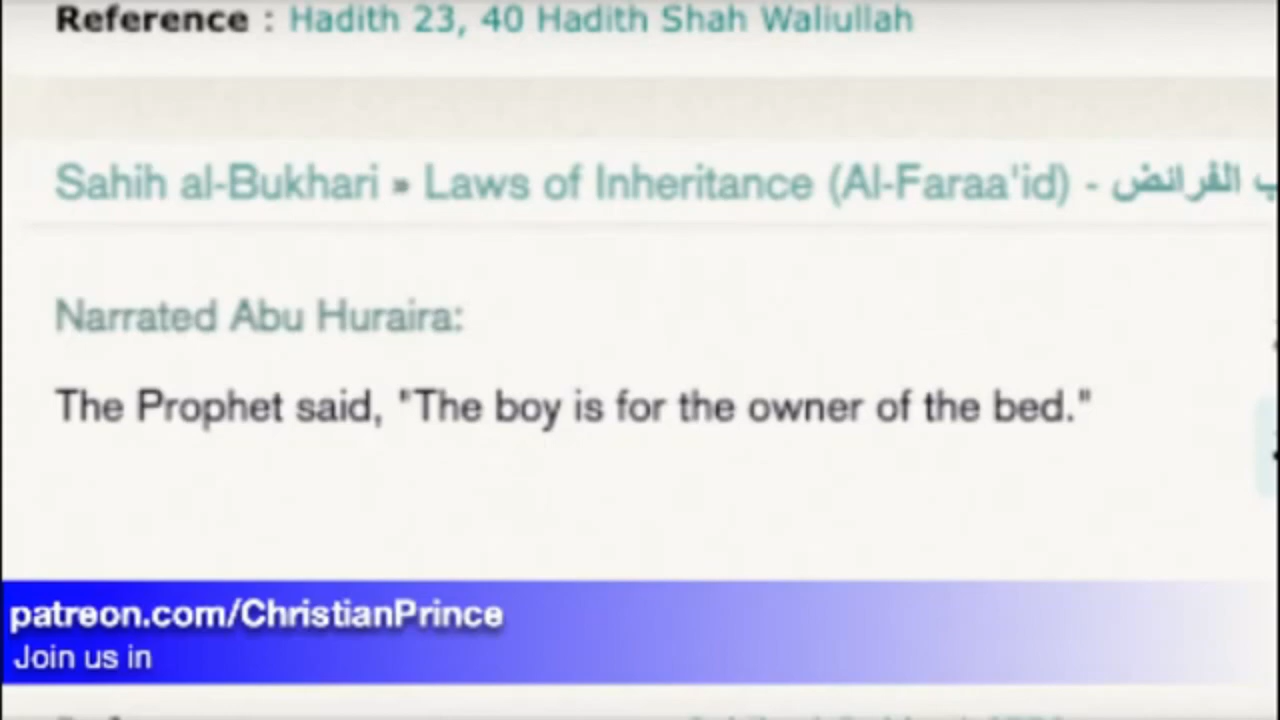 Reference : Hadith 23, 40 Hadith Shah Waliullah
Sahih al-Bukhari » Laws of Inheritance (Al-Faraa'id) - الفرائض
Narrated Abu Huraira:
The Prophet said, "The boy is for the owner of the bed."
patreon.com/ChristianPrince
Join us in